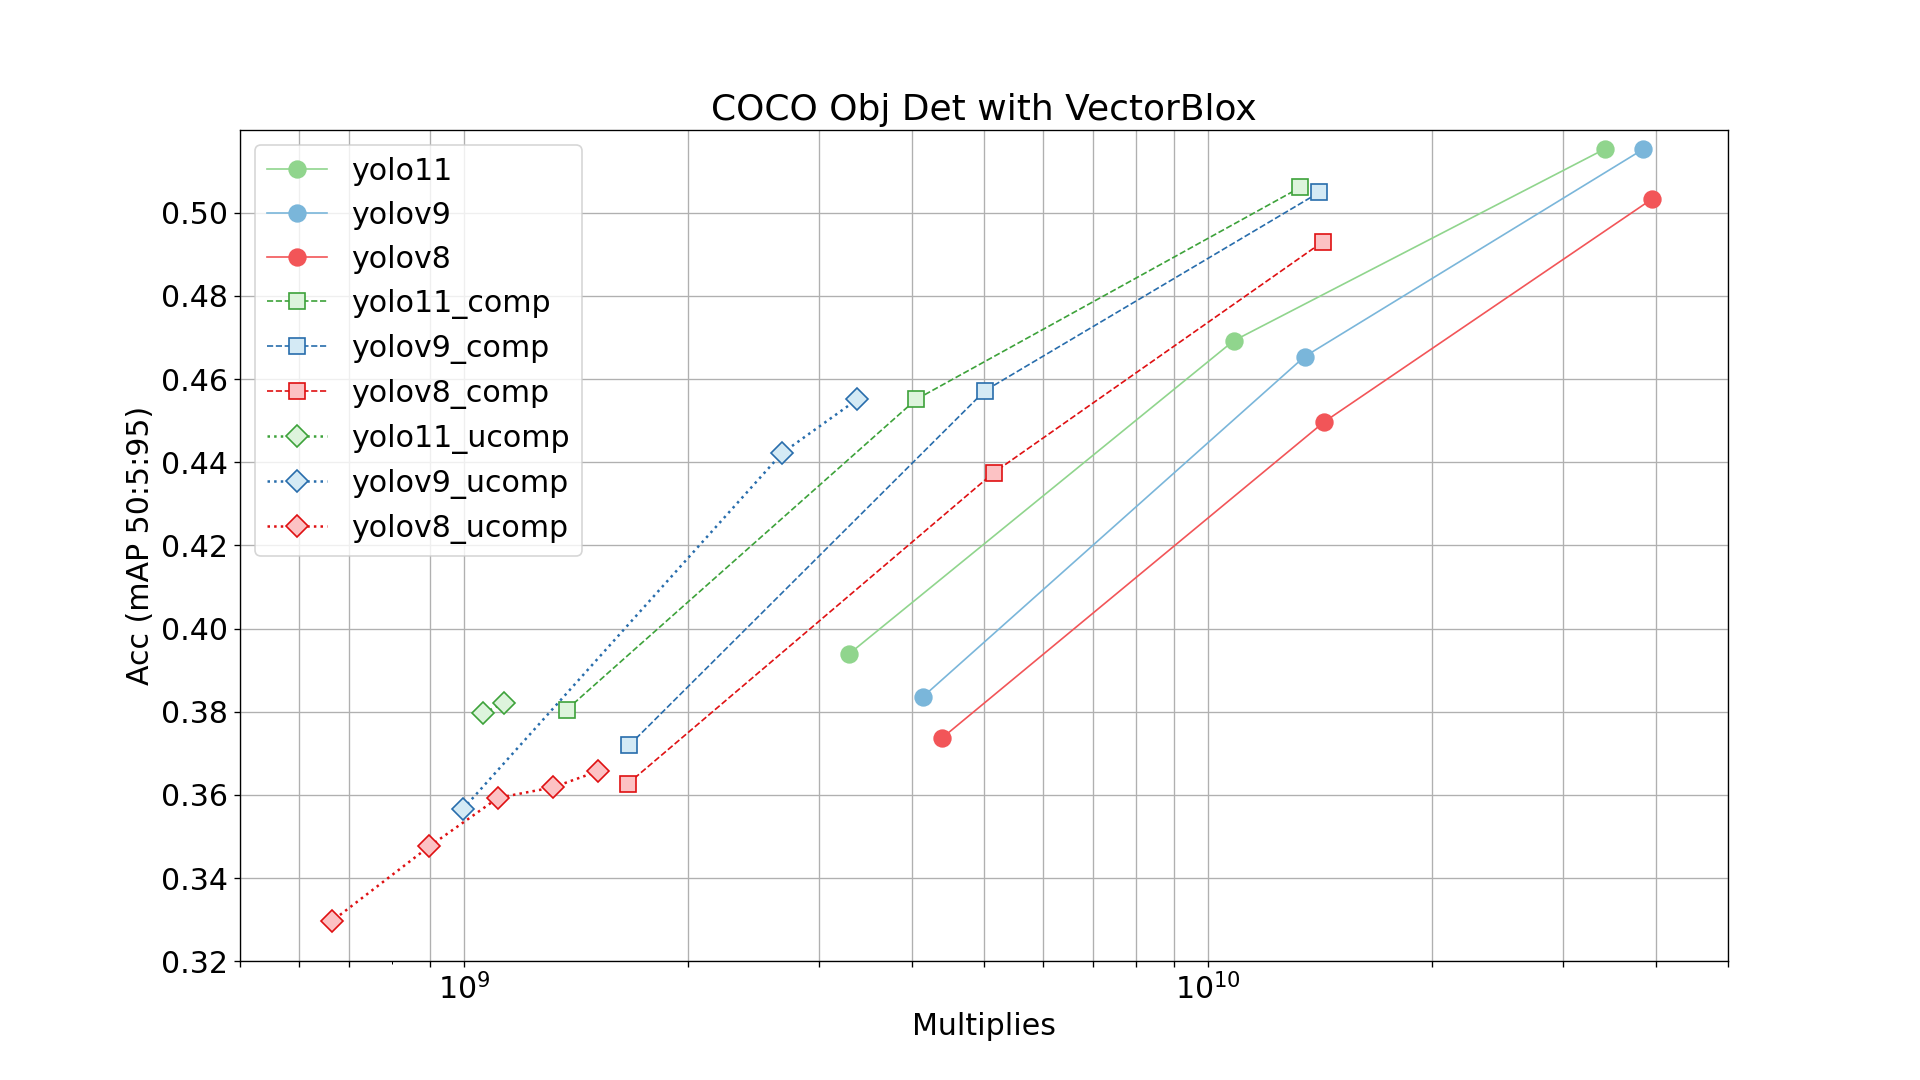 COCO Obj Det with VectorBlox
yolo11
yolov9
yolov8
yolo11_comp
yolov9_comp
yolov8_comp
yolo11_ucomp
yolov9_ucomp
yolov8_ucomp
Acc (mAP 50:5:95)
0.50
0.48
0.46
0.44
0.42
0.40
0.38
0.36
0.34
0.32
10⁹ 10¹⁰
Multiplies